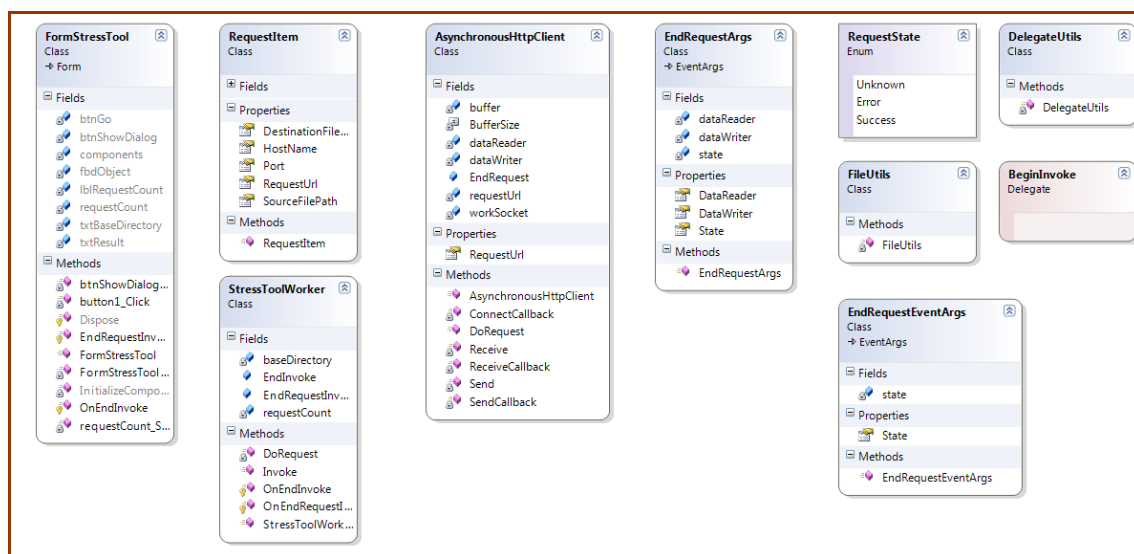 FormStressTool
Class
Form
Fields
btnGo
btnShowDialog
components
fbdObject
lblRequestCount
requestCount
txtBaseDirectory
txtResult
Methods
btnShowDialog...
button1_Click
Dispose
EndRequestInv...
FormStressTool
FormStressTool...
InitializeCompo...
OnEndInvoke
requestCount_S...
RequestItem
Class
Fields
Properties
DestinationFile...
HostName
Port
RequestUrl
SourceFilePath
Methods
RequestItem
StressToolWorker
Class
Fields
baseDirectory
EndInvoke
EndRequestInv...
requestCount
Methods
DoRequest
Invoke
OnEndInvoke
OnEndRequestI...
StressToolWork...
AsynchronousHttpClient
Class
Fields
buffer
BufferSize
dataReader
dataWriter
EndRequest
requestUrl
workSocket
Properties
RequestUrl
Methods
AsynchronousHttpClient
ConnectCallback
DoRequest
Receive
ReceiveCallback
Send
SendCallback
EndRequestArgs
Class
EventArgs
Fields
dataReader
dataWriter
state
Properties
DataReader
DataWriter
State
Methods
EndRequestArgs
RequestState
Enum
Unknown
Error
Success
DelegateUtils
Class
Methods
DelegateUtils
FileUtils
Class
Methods
FileUtils
BeginInvoke
Delegate
EndRequestEventArgs
Class
EventArgs
Fields
state
Properties
State
Methods
EndRequestEventArgs